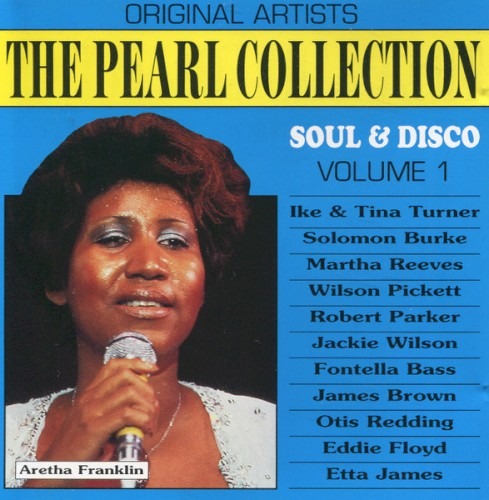 ORIGINAL ARTISTS
THE PEARL COLLECTION
SOUL & DISCO
VOLUME 1
Ike & Tina Turner
Solomon Burke
Martha Reeves
Wilson Pickett
Robert Parker
Jackie Wilson
Fontella Bass
James Brown
Otis Redding
Eddie Floyd
Etta James
Aretha Franklin